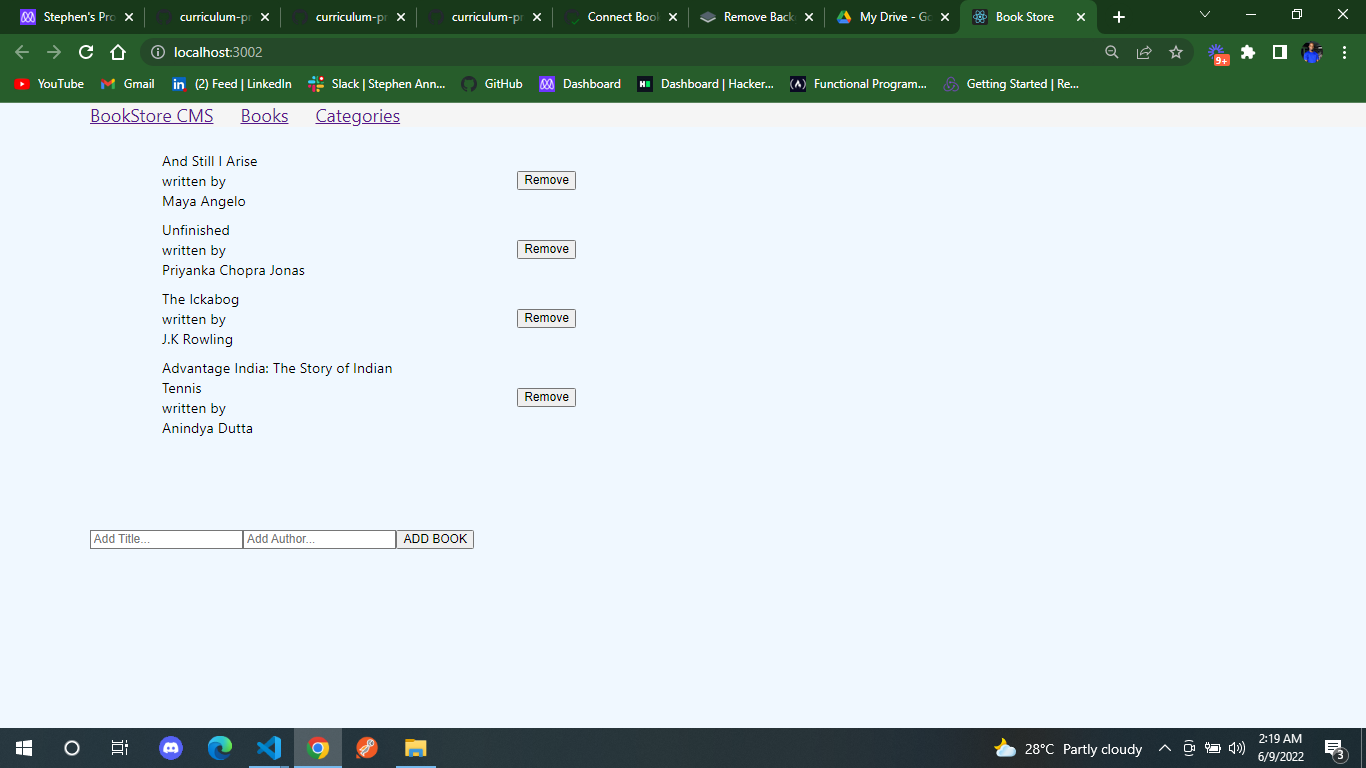 Stephen's Pro
curriculum-pr
curriculum-pr
curriculum-pr
Connect Book
Remove Back
My Drive - Go
Book Store
localhost:3002
9+
YouTube
Gmail
(2) Feed | LinkedIn
Slack | Stephen Ann...
GitHub
Dashboard
Dashboard | Hacker...
Functional Program...
Getting Started | Re...
BookStore CMS
Books
Categories
And Still I Arise
written by
Maya Angelo
Remove
Unfinished
written by
Priyanka Chopra Jonas
Remove
The Ickabog
written by
J.K Rowling
Remove
Advantage India: The Story of Indian
Tennis
written by
Anindya Dutta
Remove
Add Title...
Add Author...
ADD BOOK
28°C Partly cloudy
2:19 AM
6/9/2022
3